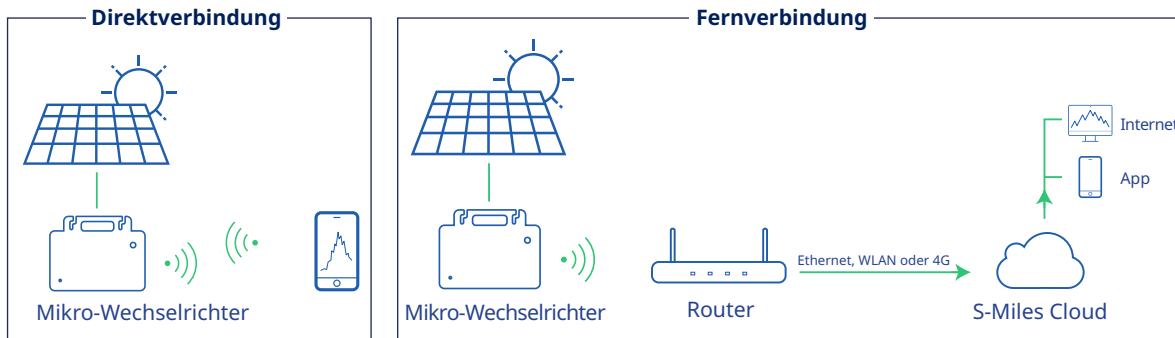 Direktverbindung
Mikro-Wechselrichter
Fernverbindung
Internet
App
Ethernet, WLAN oder 4G
Mikro-Wechselrichter
Router
S-Miles Cloud